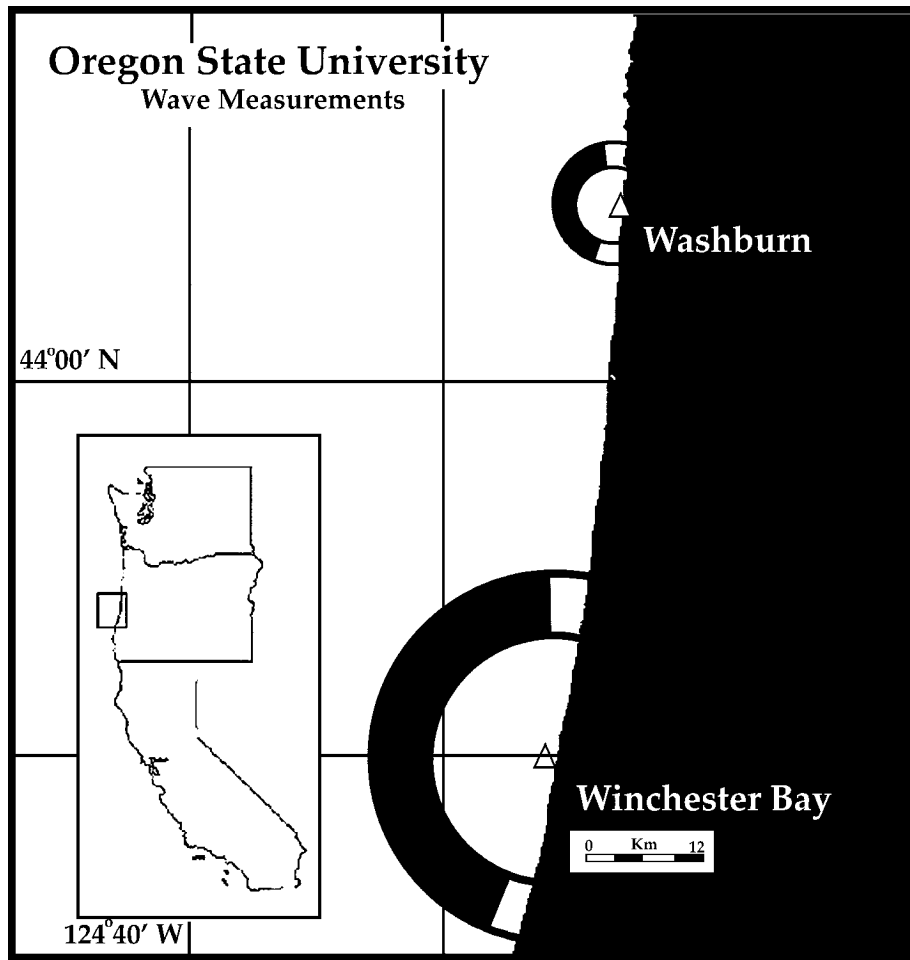 Oregon State University
Wave Measurements
Washburn
44°00' N
Winchester Bay
0 Km 12
124°40' W